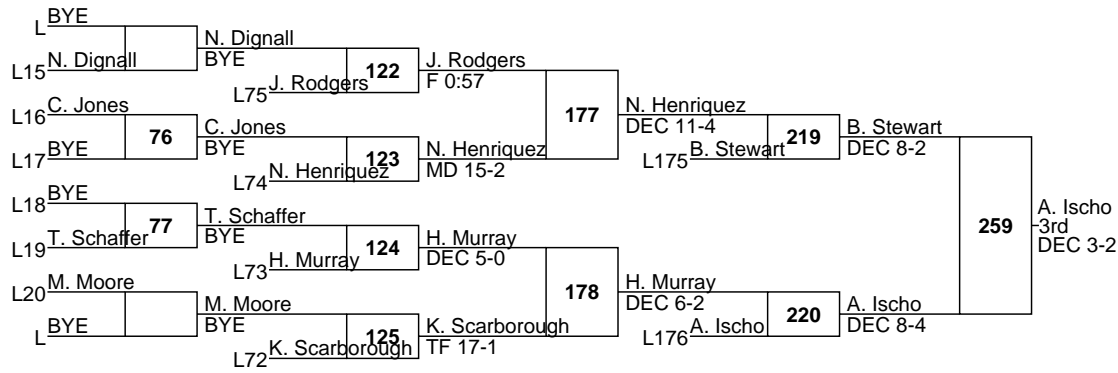 L BYE
L15 N. Dignall
N. Dignall
BYE
122
L75 J. Rodgers
J. Rodgers
F 0:57
L16 C. Jones
76
L17 BYE
C. Jones
BYE
123
L74 N. Henriquez
N. Henriquez
MD 15-2
177
N. Henriquez
DEC 11-4
219
L175 B. Stewart
B. Stewart
DEC 8-2
L18 BYE
77
L19 T. Schaffer
T. Schaffer
BYE
124
L73 H. Murray
H. Murray
DEC 5-0
L20 M. Moore
L BYE
M. Moore
BYE
125
L72 K. Scarborough
K. Scarborough
TF 17-1
178
H. Murray
DEC 6-2
220
L176 A. Ischo
A. Ischo
DEC 8-4
259
A. Ischo
3rd
DEC 3-2